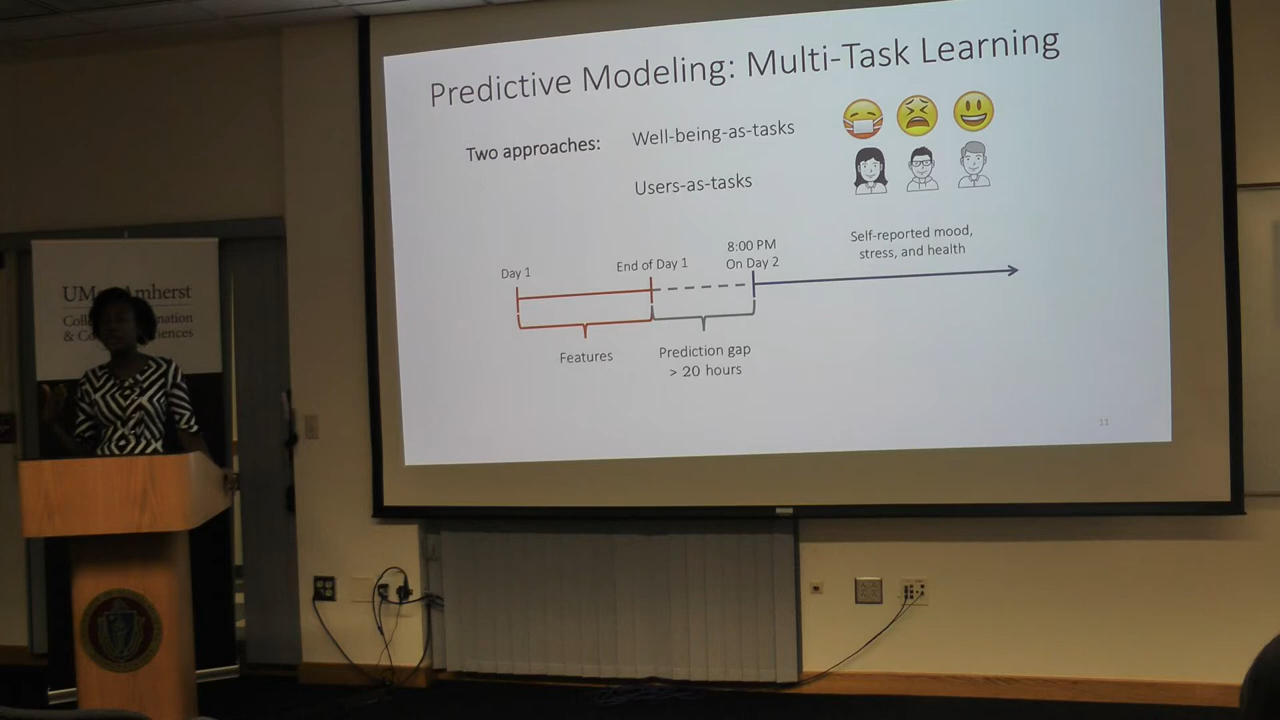 Predictive Modeling: Multi-Task Learning
Two approaches:
Well-being-as-tasks
Users-as-tasks
Day 1
End of Day 1
8:00 PM
On Day 2
Self-reported mood,
stress, and health
Features
Prediction gap
> 20 hours
11
Amherst